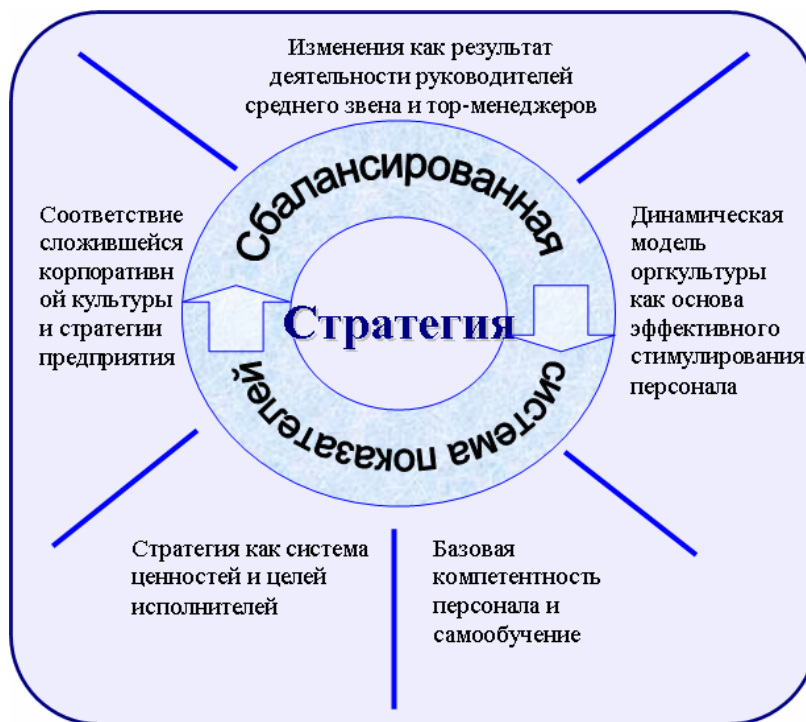 Изменения как результат
деятельности руководителей
среднего звена и тор-менеджеров
Сбалансированная
система показателей
Стратегия
Соответствие
сложившейся
корпоративн
ой культуры
и стратегии
предприятия
Динамическая
модель
оргкультуры
как основа
эффективного
стимулирования
персонала
Стратегия как система
ценностей и целей
исполнителей
Базовая
компетентность
персонала и
самообучение